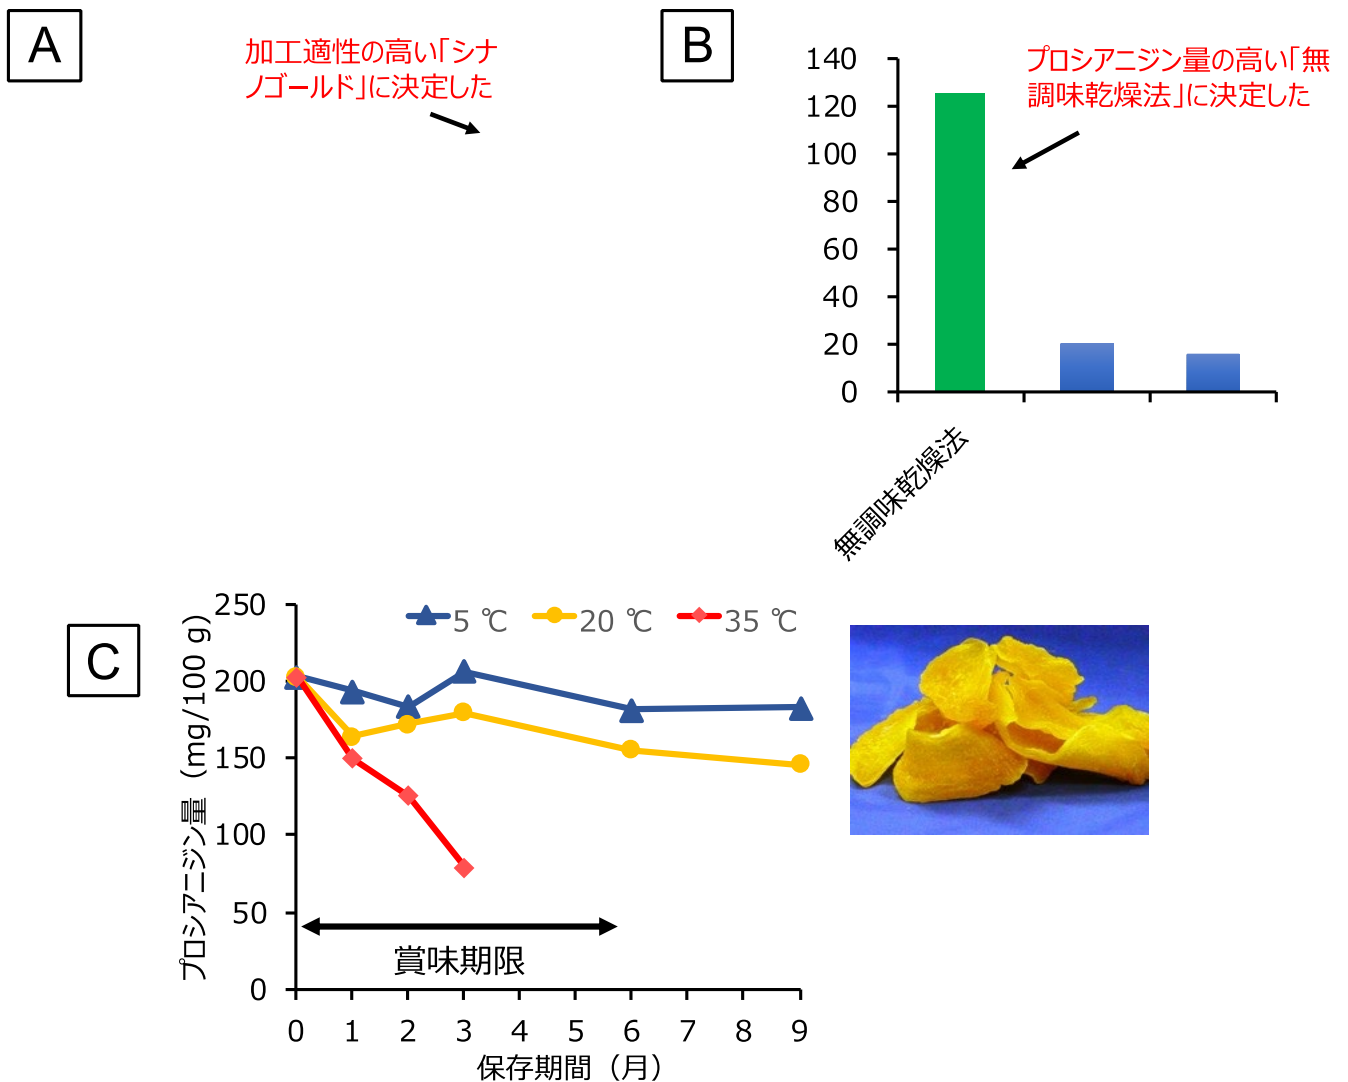 A
加工適性の高い「シナ
ノゴールド」に決定した
B
プロシアニジン量の高い「無
調味乾燥法」に決定した
140
120
100
80
60
40
20
0
無調味乾燥法
C
プロシアニジン量（mg/100 g）
250
200
150
100
50
0
5 ℃
20 ℃
35 ℃
賞味期限
0 1 2 3 4 5 6 7 8 9
保存期間（月）